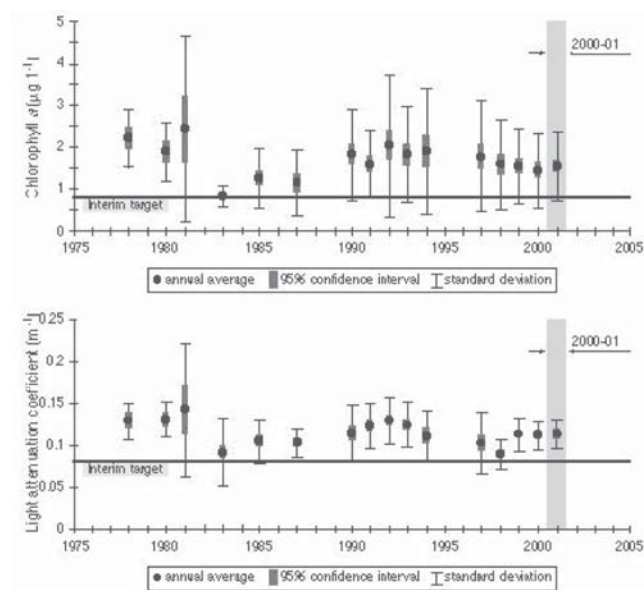 Chlorophyll a (μg 1⁻¹)
5
4
3
2
1
0
2000-01
Interim target
1975 1980 1985 1990 1995 2000 2005
annual average 95% confidence interval standard deviation
Light attenuation coefficient (m⁻¹)
0.25
0.2
0.15
0.1
0.05
0
2000-01
Interim target
1975 1980 1985 1990 1995 2000 2005
annual average 95% confidence interval standard deviation